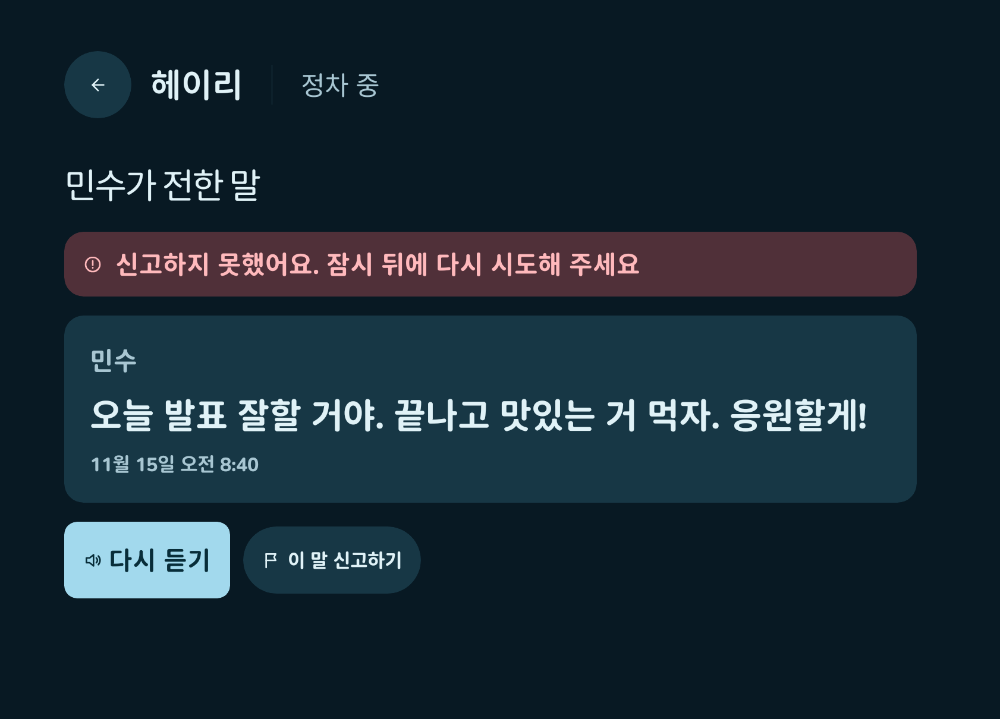 헤이리
정차 중
민수가 전한 말
신고하지 못했어요. 잠시 뒤에 다시 시도해 주세요
민수
오늘 발표 잘할 거야. 끝나고 맛있는 거 먹자. 응원할게!
11월 15일 오전 8:40
다시 듣기
이 말 신고하기